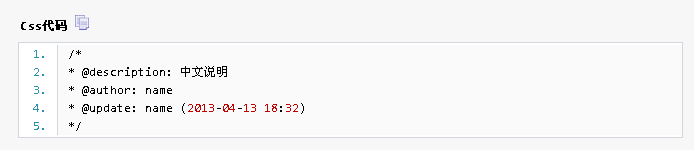 Css代码
1. /*
2. * @description: 中文说明
3. * @author: name
4. * @update: name (2013-04-13 18:32)
5. */